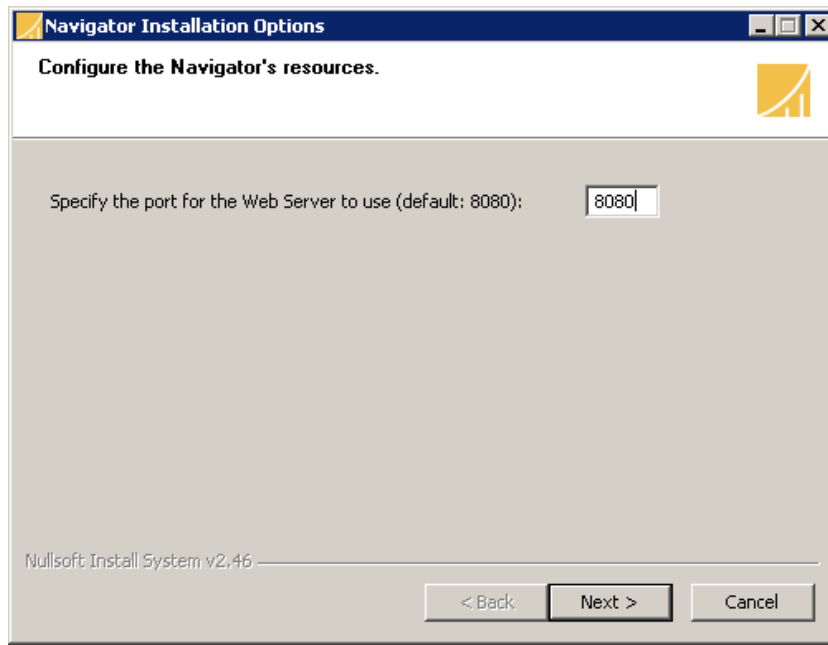 Navigator Installation Options
Configure the Navigator's resources.
Specify the port for the Web Server to use (default: 8080): 8080
Nullsoft Install System v2.46
< Back Next > Cancel